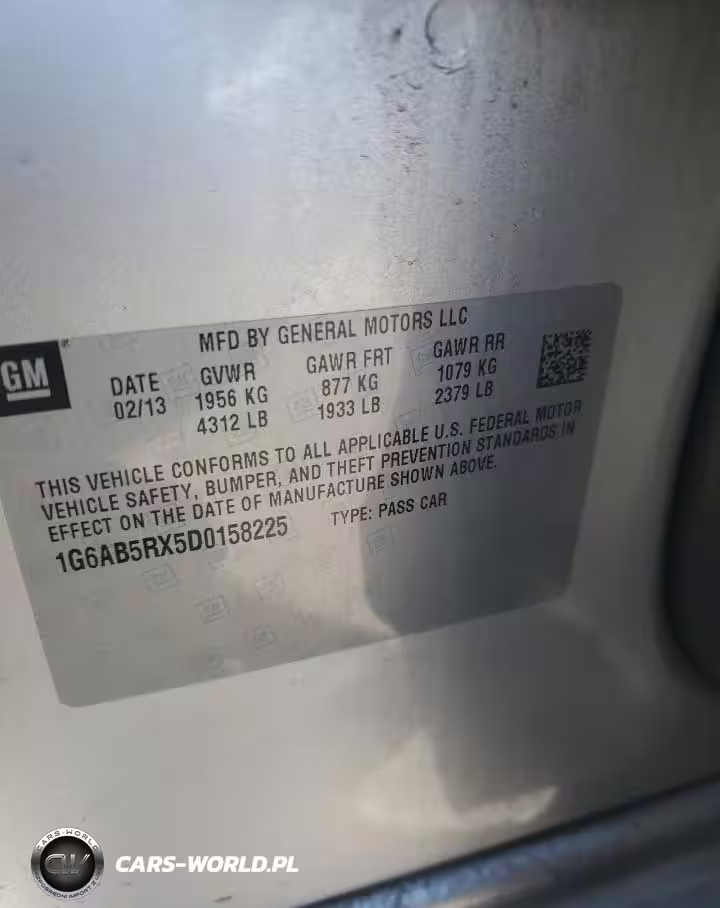 MFD BY GENERAL MOTORS LLC
GM
DATE GVWR GAWR FRT GAWR RR
02/13 1956 KG 877 KG 1079 KG
4312 LB 1933 LB 2379 LB
THIS VEHICLE CONFORMS TO ALL APPLICABLE U.S. FEDERAL MOTOR
VEHICLE SAFETY, BUMPER, AND THEFT PREVENTION STANDARDS IN
EFFECT ON THE DATE OF MANUFACTURE SHOWN ABOVE.
1G6AB5RX5D0158225 TYPE: PASS CAR
CARS-WORLD
CW
CARS-WORLD.PL